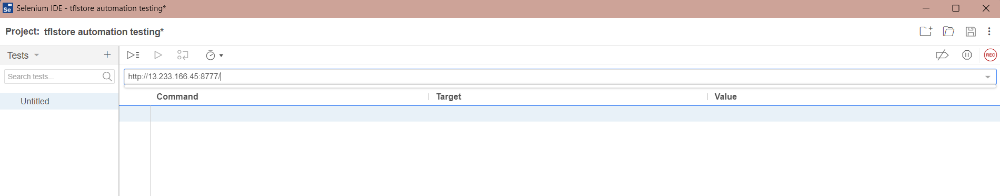 Se Selenium IDE - tflstore automation testing*
Project: tflstore automation testing*
Tests
REC
Search tests...
http://13.233.166.45:8777/
Command Target Value
Untitled